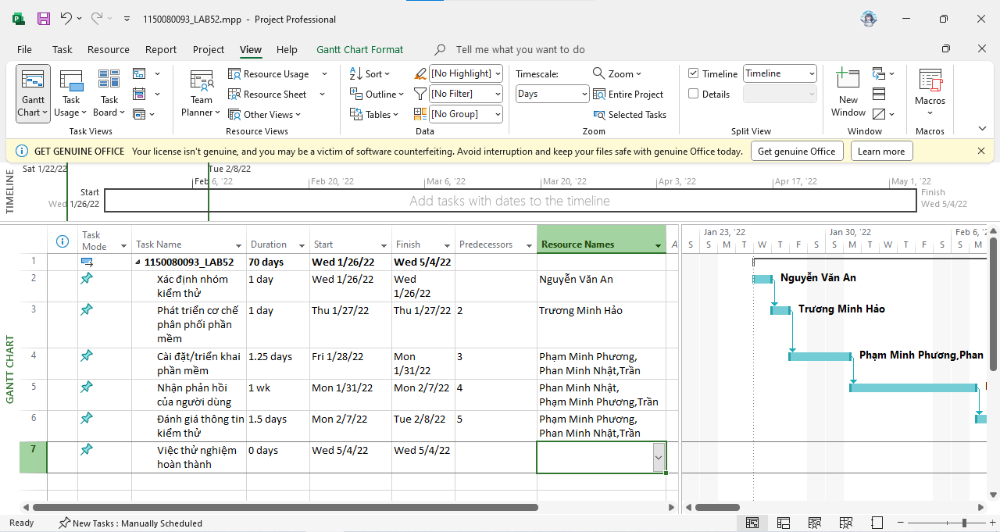 1150080093_LAB52.mpp - Project Professional
File Task Resource Report Project View Help Gantt Chart Format Tell me what you want to do
Gantt Chart
Task Usage
Task Board
Task Views
Team Planner
Resource Usage
Resource Sheet
Other Views
Resource Views
Sort
Outline
Tables
[No Highlight]
[No Filter]
[No Group]
Data
Timescale:
Days
Zoom
Entire Project
Selected Tasks
Zoom
Timeline Timeline
Details
Split View
New Window
Window
Macros
Macros
GET GENUINE OFFICE Your license isn't genuine, and you may be a victim of software counterfeiting. Avoid interruption and keep your files safe with genuine Office today. Get genuine Office Learn more
TIMELINE
Sat 1/22/22 Tue 2/8/22
Feb 6, '22 Feb 20, '22 Mar 6, '22 Mar 20, '22 Apr 3, '22 Apr 17, '22 May 1, '22
Start
Wed 1/26/22
Add tasks with dates to the timeline
Finish
Wed 5/4/22
GANTT CHART
Task Mode Task Name Duration Start Finish Predecessors Resource Names A
Jan 23, '22 Jan 30, '22 Feb 6, '
S S M T W T F S S M T W T F S S M
1 1150080093_LAB52 70 days Wed 1/26/22 Wed 5/4/22
2 Xác định nhóm kiểm thử 1 day Wed 1/26/22 Wed 1/26/22 Nguyễn Văn An
Nguyễn Văn An
3 Phát triển cơ chế phân phối phần mềm 1 day Thu 1/27/22 Thu 1/27/22 2 Trương Minh Hảo
Trương Minh Hảo
4 Cài đặt/triển khai phần mềm 1.25 days Fri 1/28/22 Mon 1/31/22 3 Phạm Minh Phương, Phan Minh Nhật,Trần
Phạm Minh Phương,Phan
5 Nhận phản hồi của người dùng 1 wk Mon 1/31/22 Mon 2/7/22 4 Phan Minh Nhật, Phạm Minh Phương,Trần
6 Đánh giá thông tin kiểm thử 1.5 days Mon 2/7/22 Tue 2/8/22 5 Phạm Minh Phương, Phan Minh Nhật,Trần
7 Việc thử nghiệm hoàn thành 0 days Wed 5/4/22 Wed 5/4/22
Ready New Tasks : Manually Scheduled